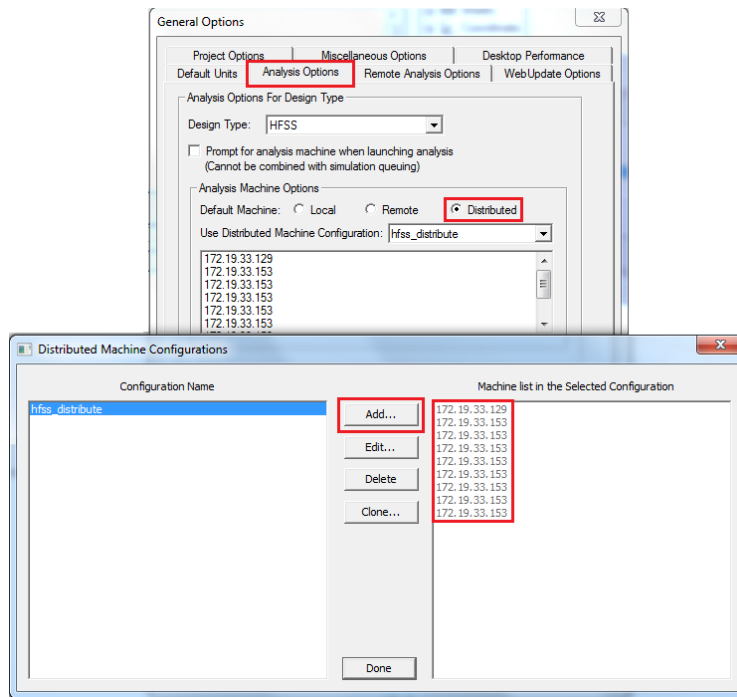 General Options
Project Options Miscellaneous Options Desktop Performance
Default Units Analysis Options Remote Analysis Options WebUpdate Options
Analysis Options For Design Type
Design Type: HFSS
Prompt for analysis machine when launching analysis
(Cannot be combined with simulation queuing)
Analysis Machine Options
Default Machine: Local Remote Distributed
Use Distributed Machine Configuration: hfss_distribute
172.19.33.129
172.19.33.153
172.19.33.153
172.19.33.153
172.19.33.153
172.19.33.153
Distributed Machine Configurations
Configuration Name
hfss_distribute
Add...
Edit...
Delete
Clone...
Done
Machine list in the Selected Configuration
172.19.33.129
172.19.33.153
172.19.33.153
172.19.33.153
172.19.33.153
172.19.33.153
172.19.33.153
172.19.33.153
172.19.33.153